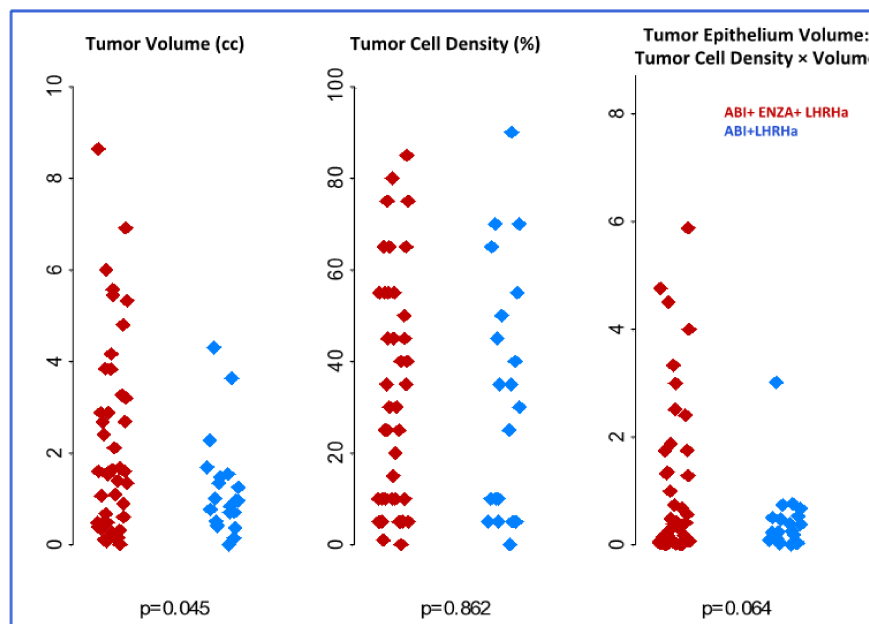 Tumor Volume (cc)
Tumor Cell Density (%)
Tumor Epithelium Volume:
Tumor Cell Density × Volume
ABI+ ENZA+ LHRHa
ABI+LHRHa
10
8
6
4
2
0
100
80
60
40
20
0
8
6
4
2
0
p=0.045
p=0.862
p=0.064